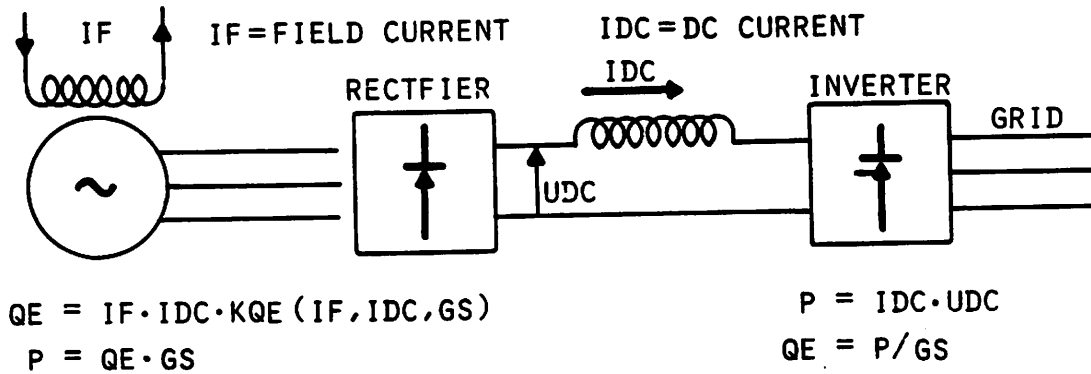 IF
IF=FIELD CURRENT
IDC=DC CURRENT
IDC
RECTFIER
INVERTER
GRID
~
UDC
QE = IF·IDC·KQE(IF,IDC,GS)
P = QE·GS
P = IDC·UDC
QE = P/GS